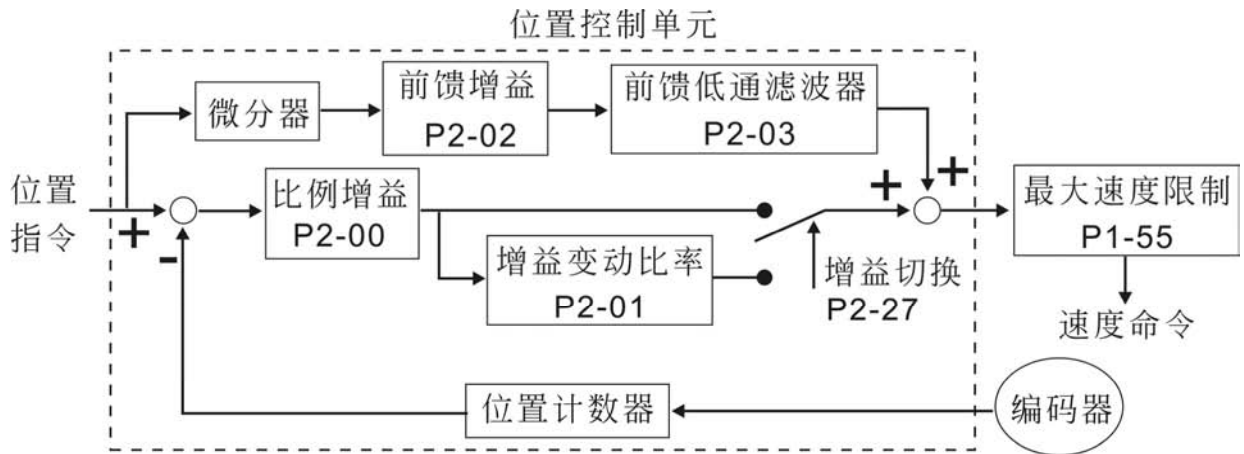 位置控制单元
微分器
前馈增益
P2-02
前馈低通滤波器
P2-03
位置
指令
+
-
比例增益
P2-00
增益变动比率
P2-01
增益切换
P2-27
+
+
最大速度限制
P1-55
速度命令
位置计数器
编码器